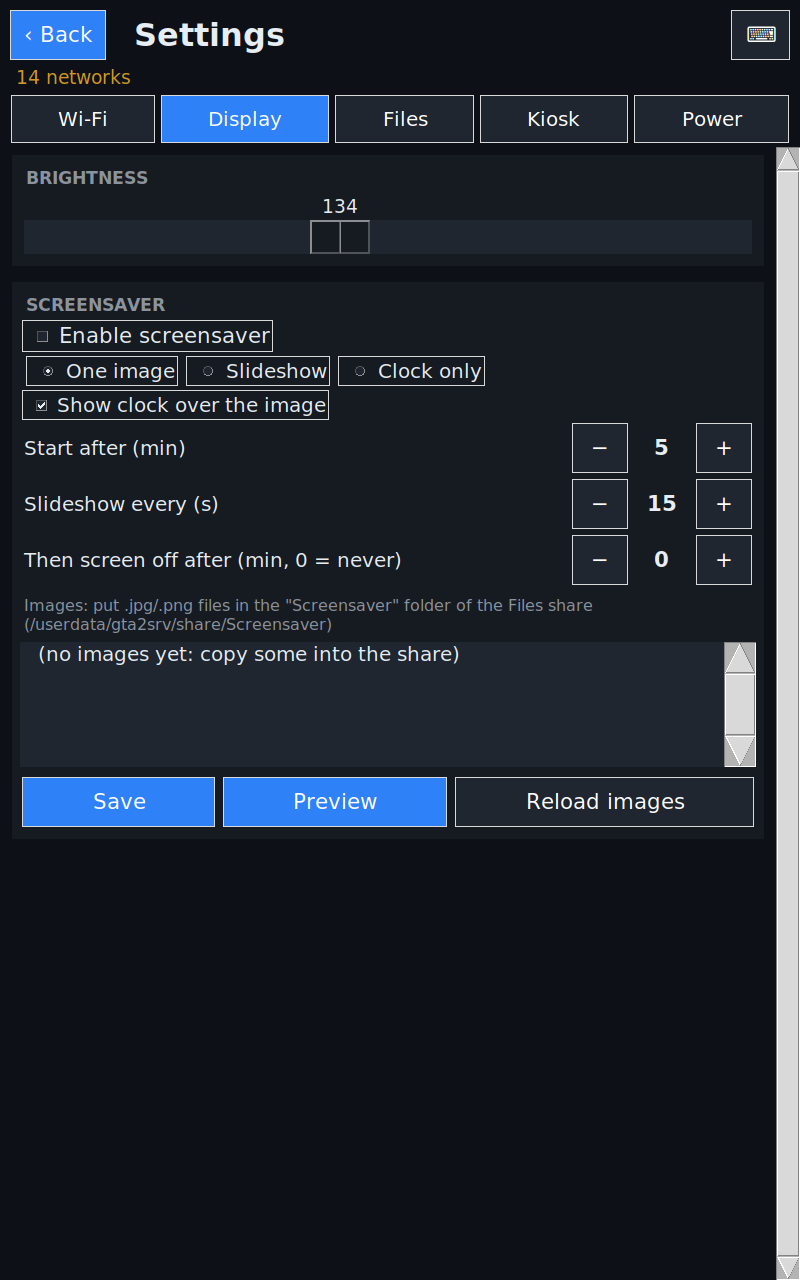 ‹ Back Settings ⌨
14 networks
Wi-Fi Display Files Kiosk Power
BRIGHTNESS
134
SCREENSAVER
Enable screensaver
One image Slideshow Clock only
Show clock over the image
Start after (min) − 5 +
Slideshow every (s) − 15 +
Then screen off after (min, 0 = never) − 0 +
Images: put .jpg/.png files in the "Screensaver" folder of the Files share
(/userdata/gta2srv/share/Screensaver)
(no images yet: copy some into the share)
Save Preview Reload images